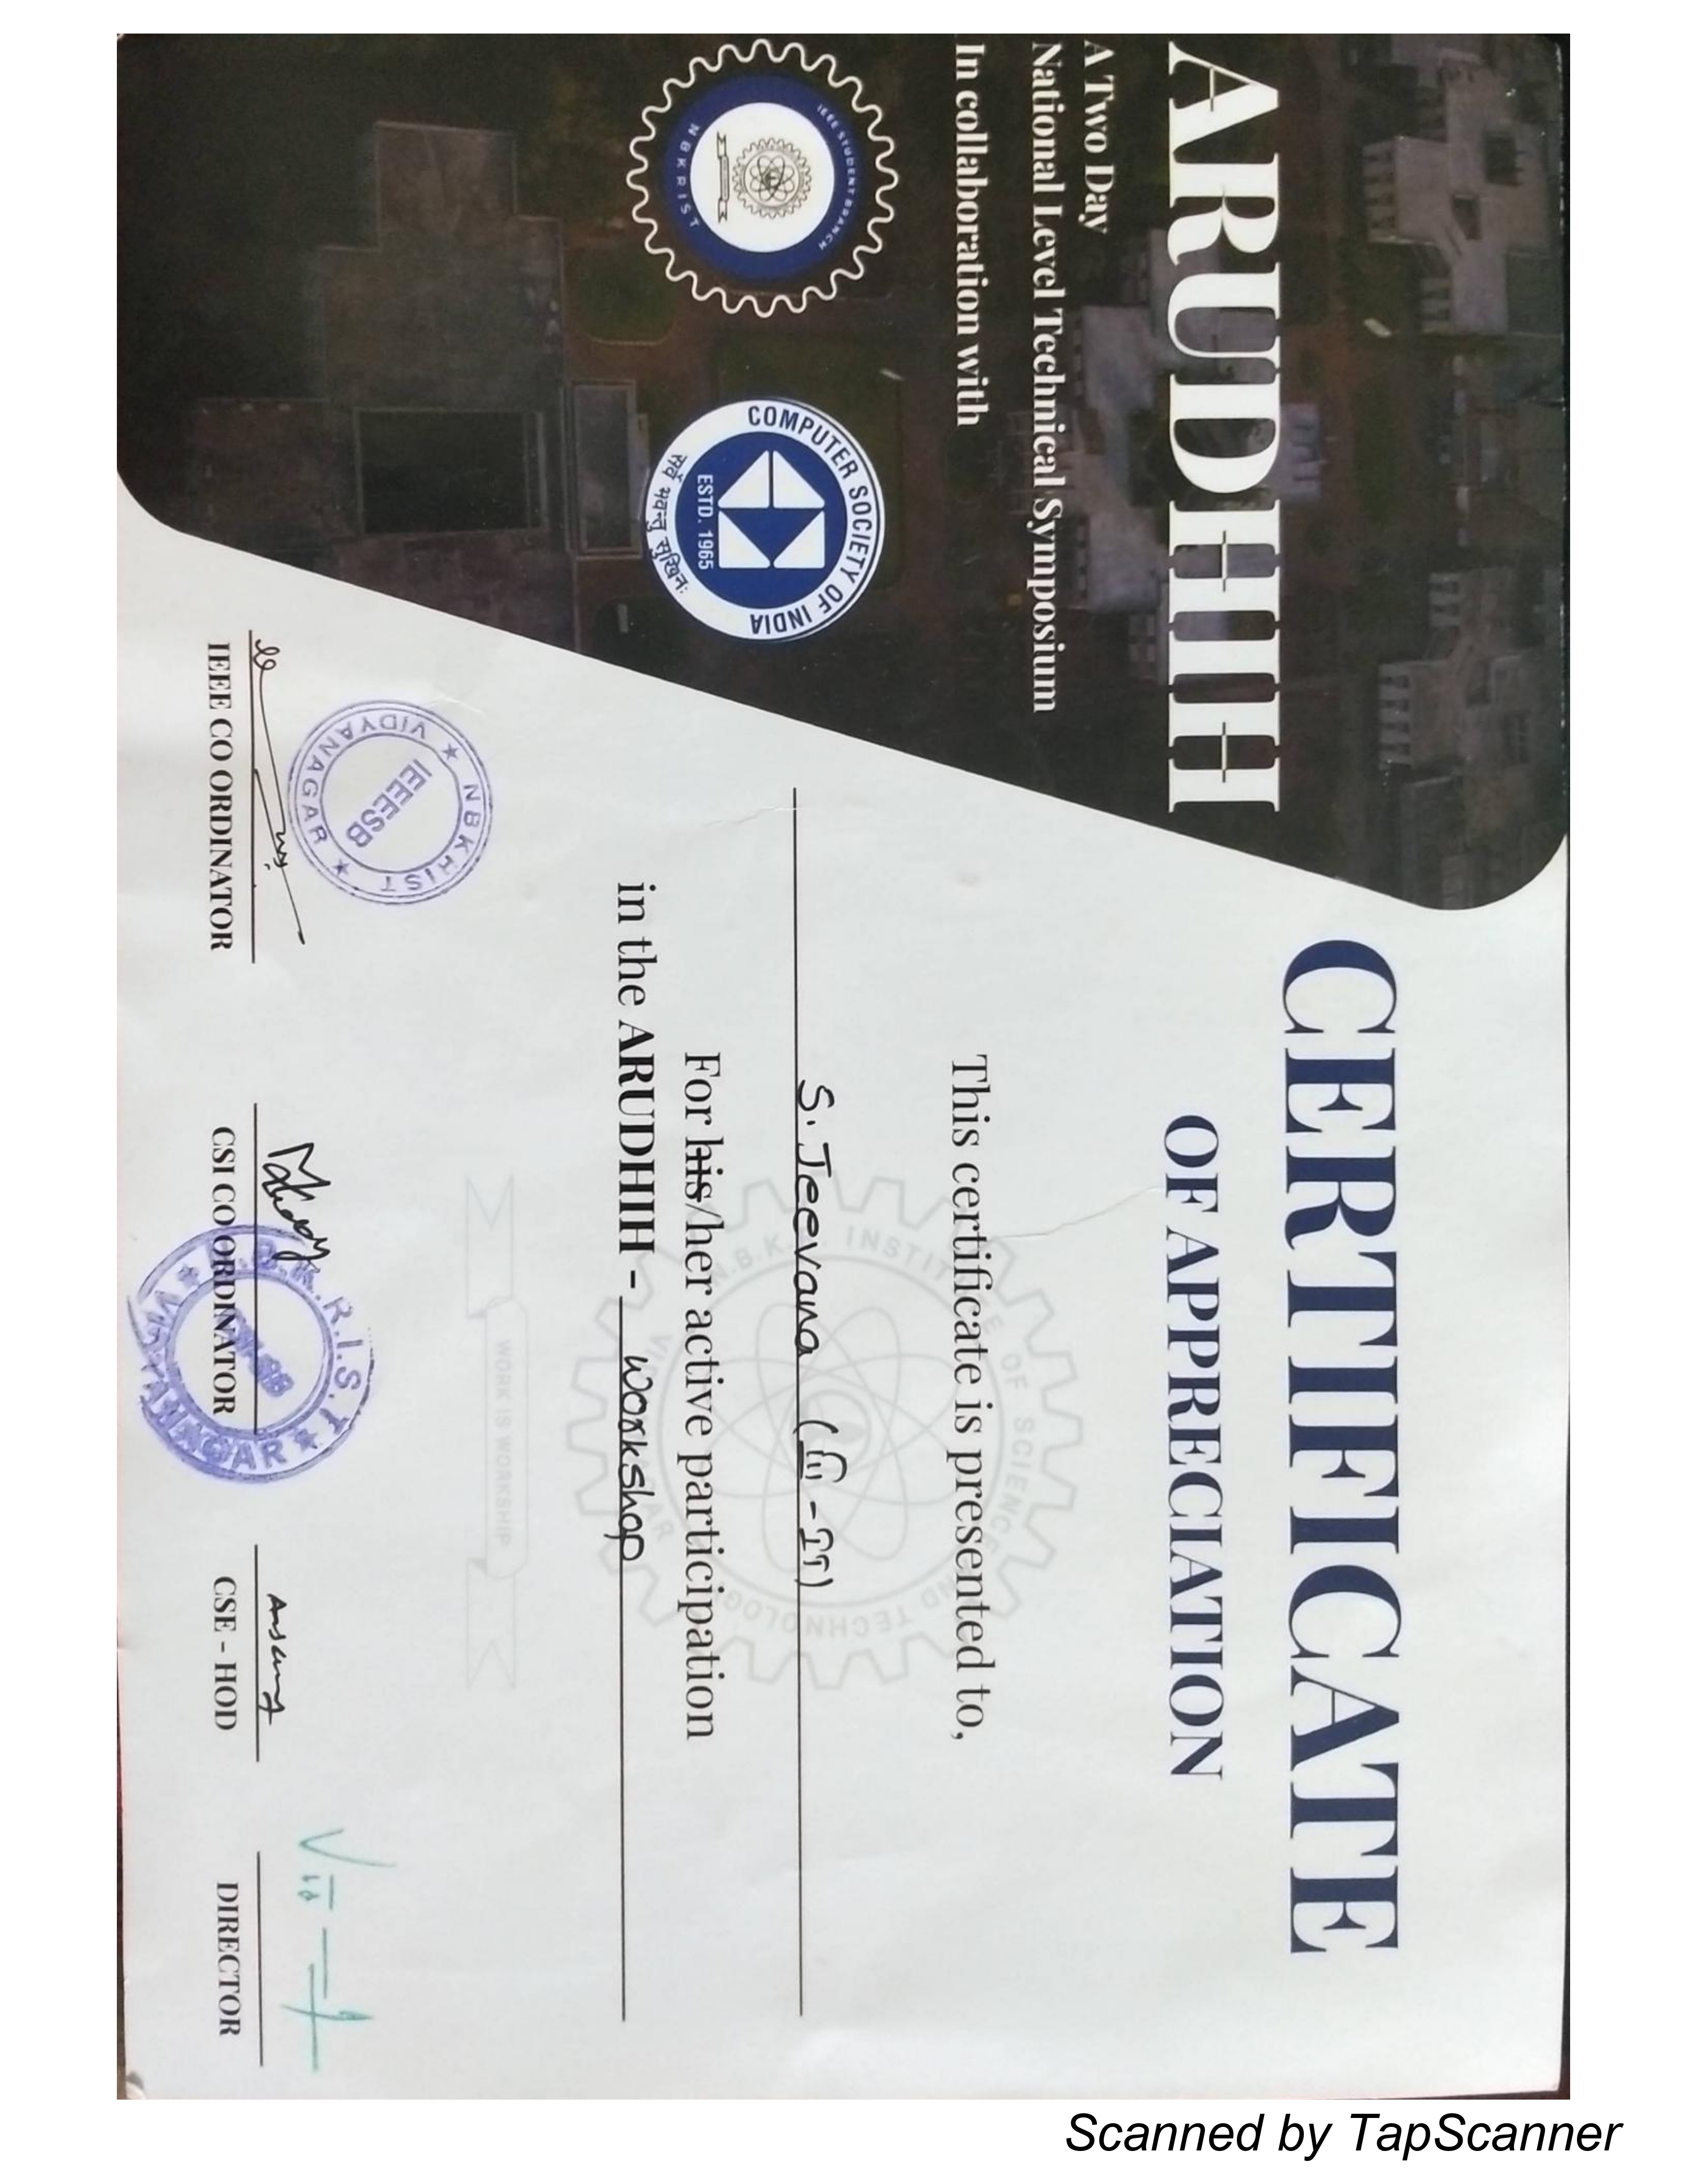 ARUDHIH
A Two Day
National Level Technical Symposium
In collaboration with
IEEE STUDENT BRANCH
NBKRIST
COMPUTER SOCIETY OF INDIA
ESTD. 1965
सर्वे भवन्तु सुखिनः
CERTIFICATE
OF APPRECIATION
This certificate is presented to,
S. Jeevana (III - IT)
For his/her active participation
in the ARUDHIH - Workshop
N.B.K. INSTITUTE OF SCIENCE AND TECHNOLOGY
VIDYANAGAR
WORK IS WORKSHIP
NBKRIST
IEEESB
VIDYANAGAR
N.B.K.R.I.S.T
VIDYANAGAR
IEEE CO ORDINATOR
CSI CO ORDINATOR
CSE - HOD
DIRECTOR
Scanned by TapScanner